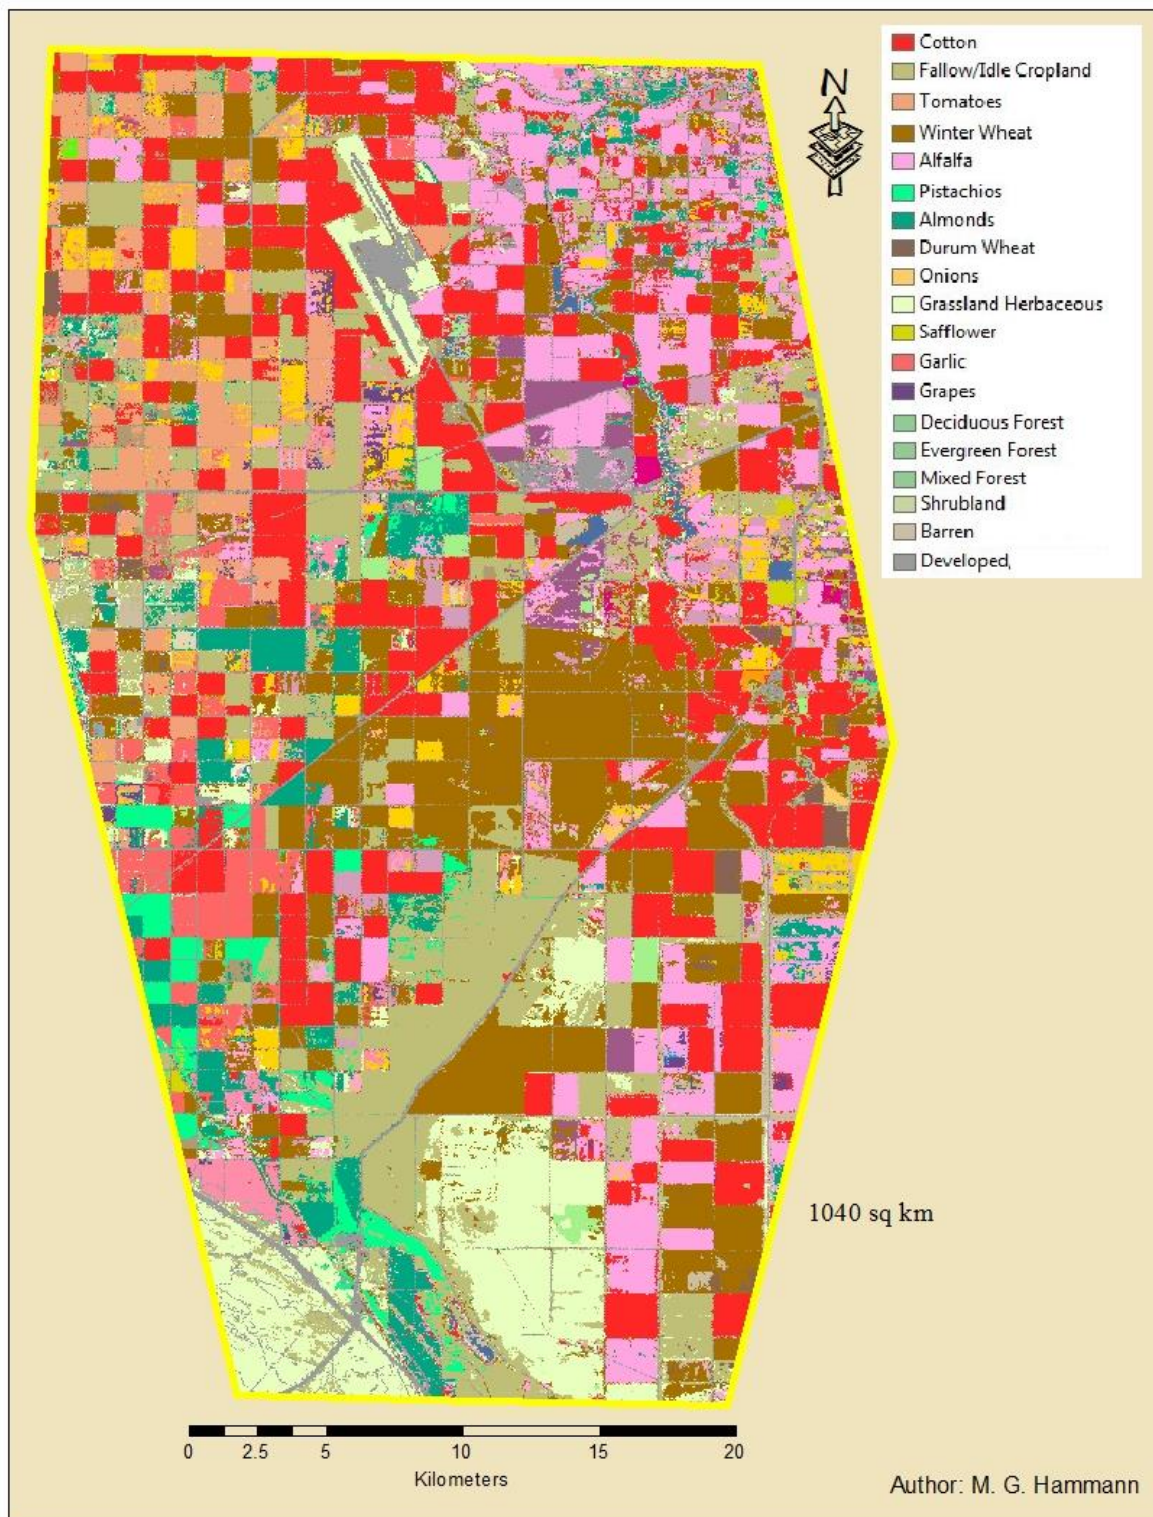 N
Cotton
Fallow/Idle Cropland
Tomatoes
Winter Wheat
Alfalfa
Pistachios
Almonds
Durum Wheat
Onions
Grassland Herbaceous
Safflower
Garlic
Grapes
Deciduous Forest
Evergreen Forest
Mixed Forest
Shrubland
Barren
Developed,
1040 sq km
0 2.5 5 10 15 20
Kilometers
Author: M. G. Hammann